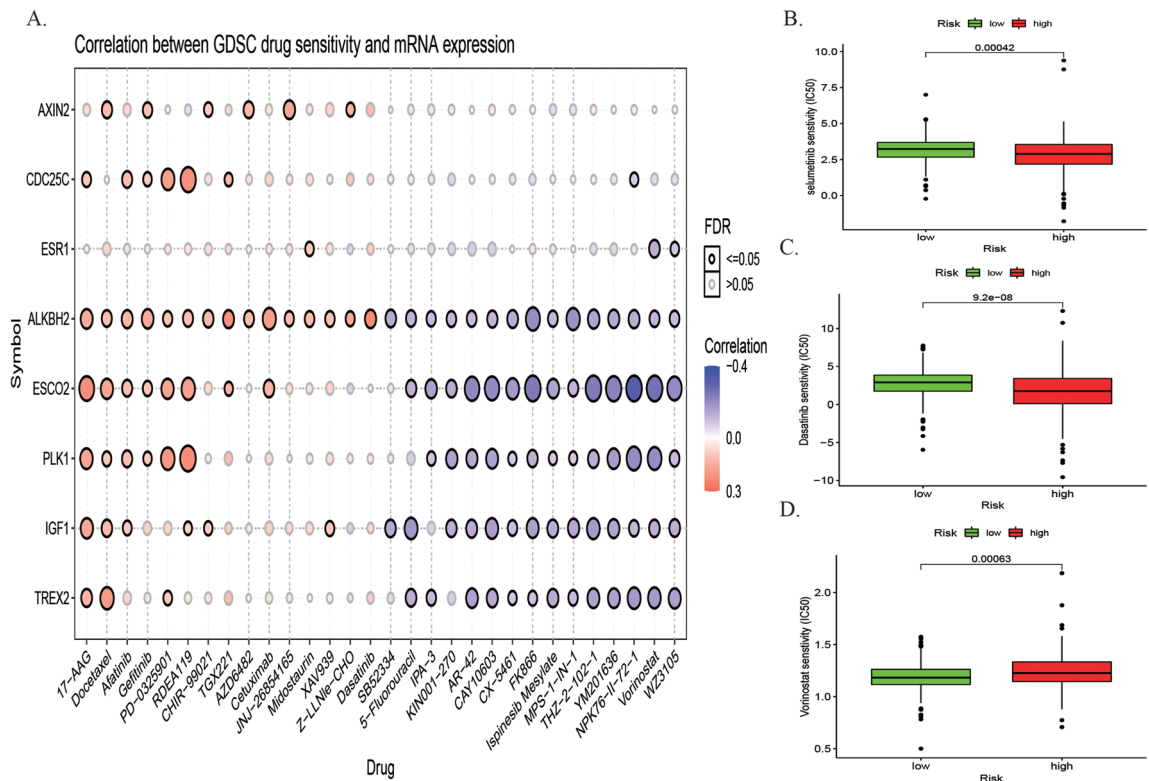 A.
Correlation between GDSC drug sensitivity and mRNA expression
Symbol
AXIN2
CDC25C
ESR1
ALKBH2
ESCO2
PLK1
IGF1
TREX2
17-AAG
Docetaxel
Afatinib
Gefitinib
PD-0325901
RDEA119
CHIR-99021
TGX221
AZD6482
Cetuximab
JNJ-26854165
Midostaurin
XAV939
Z-LLNle-CHO
Dasatinib
SB52334
5-Fluorouracil
IPA-3
KIN001-270
AR-42
CAY10603
CX-5461
FK866
Ispinesib Mesylate
MPS-1-IN-1
THZ-2-102-1
YM201636
NPK76-II-72-1
Vorinostat
WZ3105
Drug
FDR
<=0.05
>0.05
Correlation
-0.4
0.0
0.3
B.
Risk low high
0.00042
selumetinib senstivity (IC50)
10.0
7.5
5.0
2.5
0.0
low high
Risk
C.
Risk low high
9.2e-08
Dasatinib senstivity (IC50)
10
5
0
-5
-10
low high
Risk
D.
Risk low high
0.00063
Vorinostat senstivity (IC50)
2.0
1.5
1.0
0.5
low high
Risk